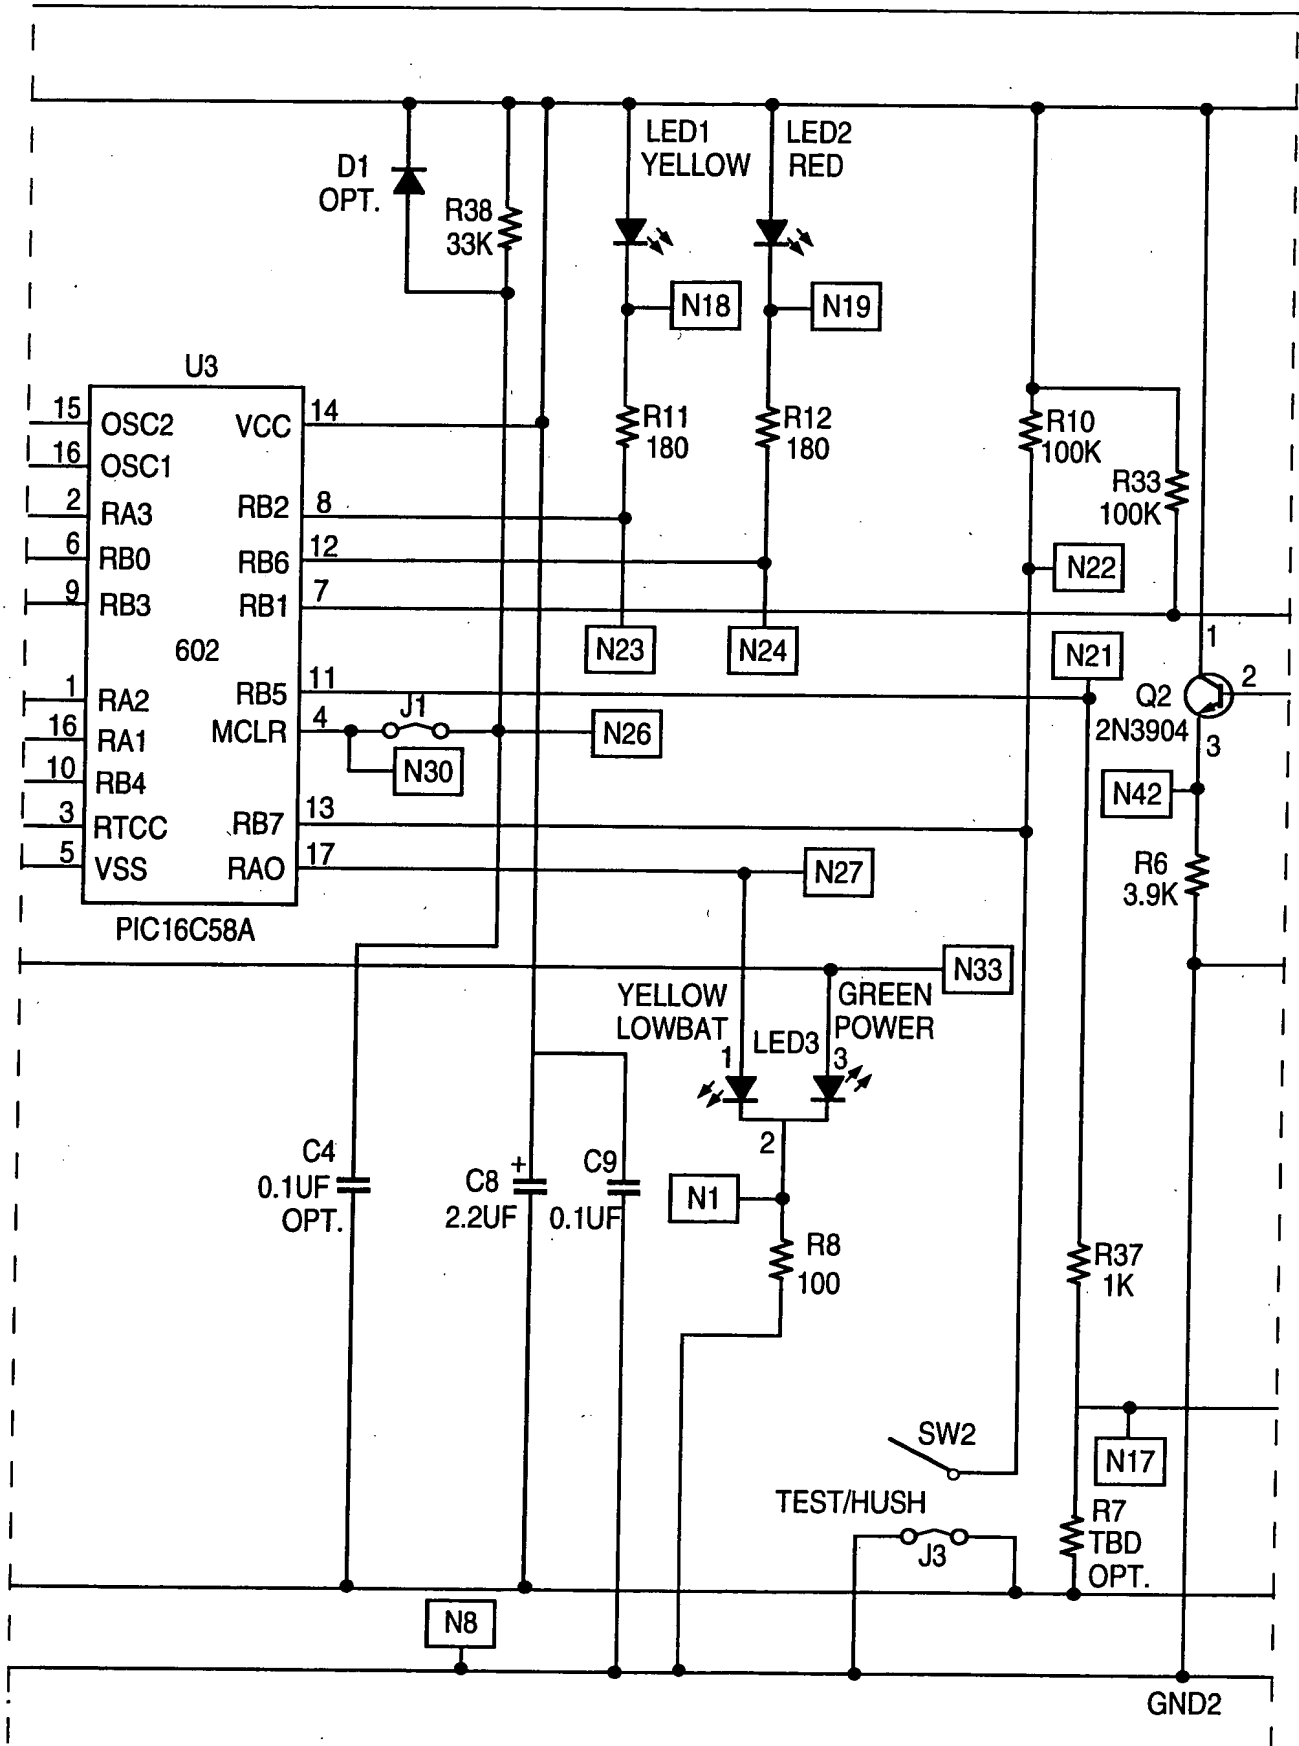 LED1
YELLOW
LED2
RED
D1
OPT.
R38
33K
N18
N19
U3
15 OSC2
VCC 14
16 OSC1
2 RA3
RB2 8
6 RB0
RB6 12
9 RB3
RB1 7
602
1 RA2
RB5 11
16 RA1
MCLR 4
10 RB4
3 RTCC
RB7 13
5 VSS
RAO 17
PIC16C58A
R11
180
R12
180
R10
100K
R33
100K
N22
N23
N24
N21
J1
N26
N30
1
2
Q2
2N3904
3
N42
N27
R6
3.9K
N33
YELLOW
LOWBAT
GREEN
POWER
1
LED3
3
2
C4
0.1UF
OPT.
+
C8
2.2UF
C9
0.1UF
N1
R8
100
R37
1K
SW2
N17
TEST/HUSH
J3
R7
TBD
OPT.
N8
GND2